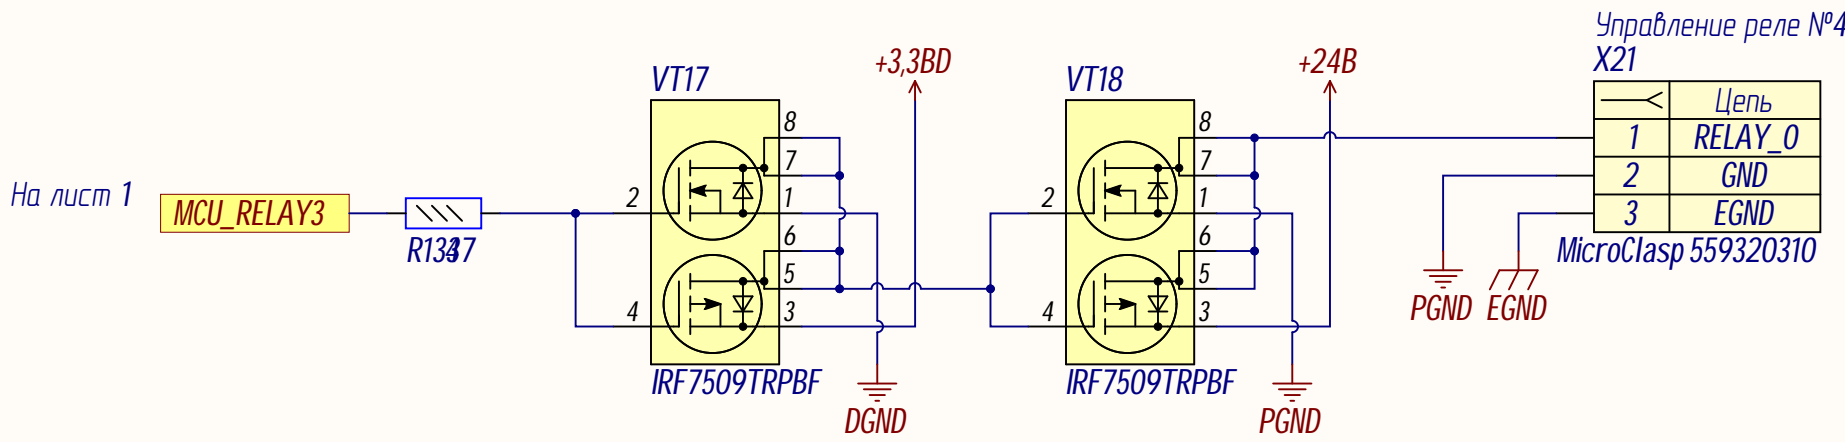 Управление реле №4
X21
Цепь
1 RELAY_0
2 GND
3 EGND
MicroClasp 559320310
PGND
EGND
На лист 1
MCU_RELAY3
VT17
+3,3BD
8
7
2
1
6
5
4
3
IRF7509TRPBF
DGND
VT18
+24В
8
7
2
1
6
5
4
3
IRF7509TRPBF
PGND